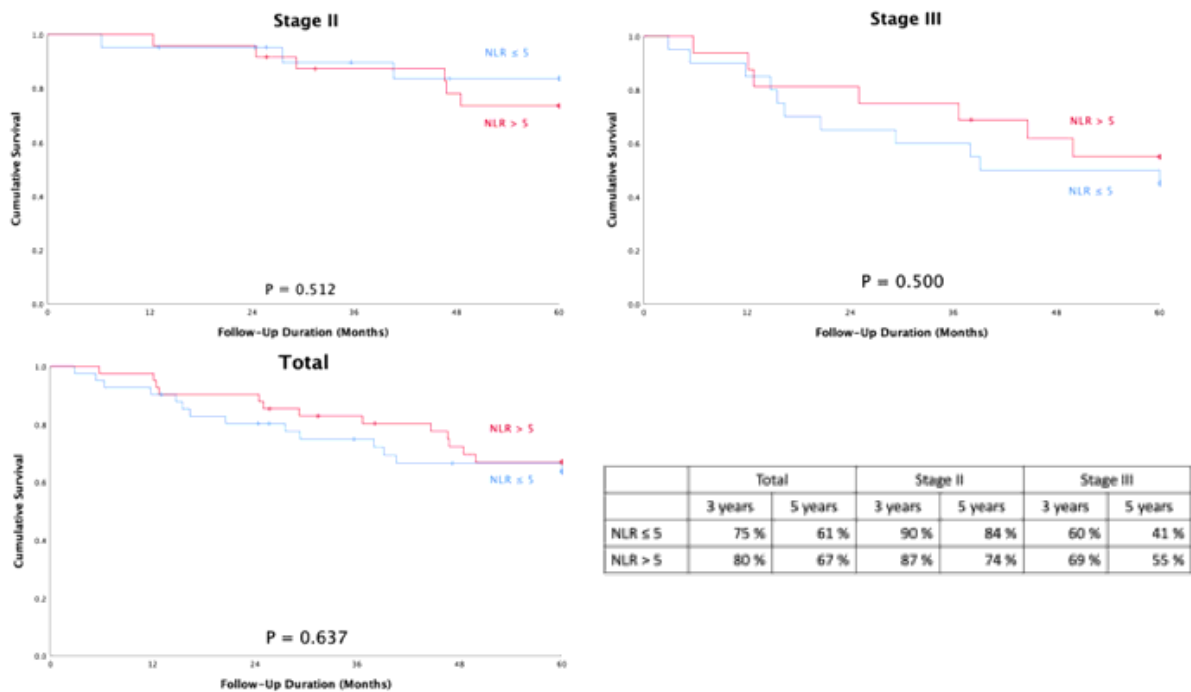 Stage II
1.0
0.8
0.6
0.4
0.2
0.0
Cumulative Survival
NLR ≤ 5
NLR > 5
P = 0.512
0 12 24 36 48 60
Follow-Up Duration (Months)
Stage III
1.0
0.8
0.6
0.4
0.2
0.0
Cumulative Survival
NLR > 5
NLR ≤ 5
P = 0.500
0 12 24 36 48 60
Follow-Up Duration (Months)
Total
1.0
0.8
0.6
0.4
0.2
0.0
Cumulative Survival
NLR > 5
NLR ≤ 5
P = 0.637
0 12 24 36 48 60
Follow-Up Duration (Months)
Total Stage II Stage III
3 years 5 years 3 years 5 years 3 years 5 years
NLR ≤ 5 75 % 61 % 90 % 84 % 60 % 41 %
NLR > 5 80 % 67 % 87 % 74 % 69 % 55 %